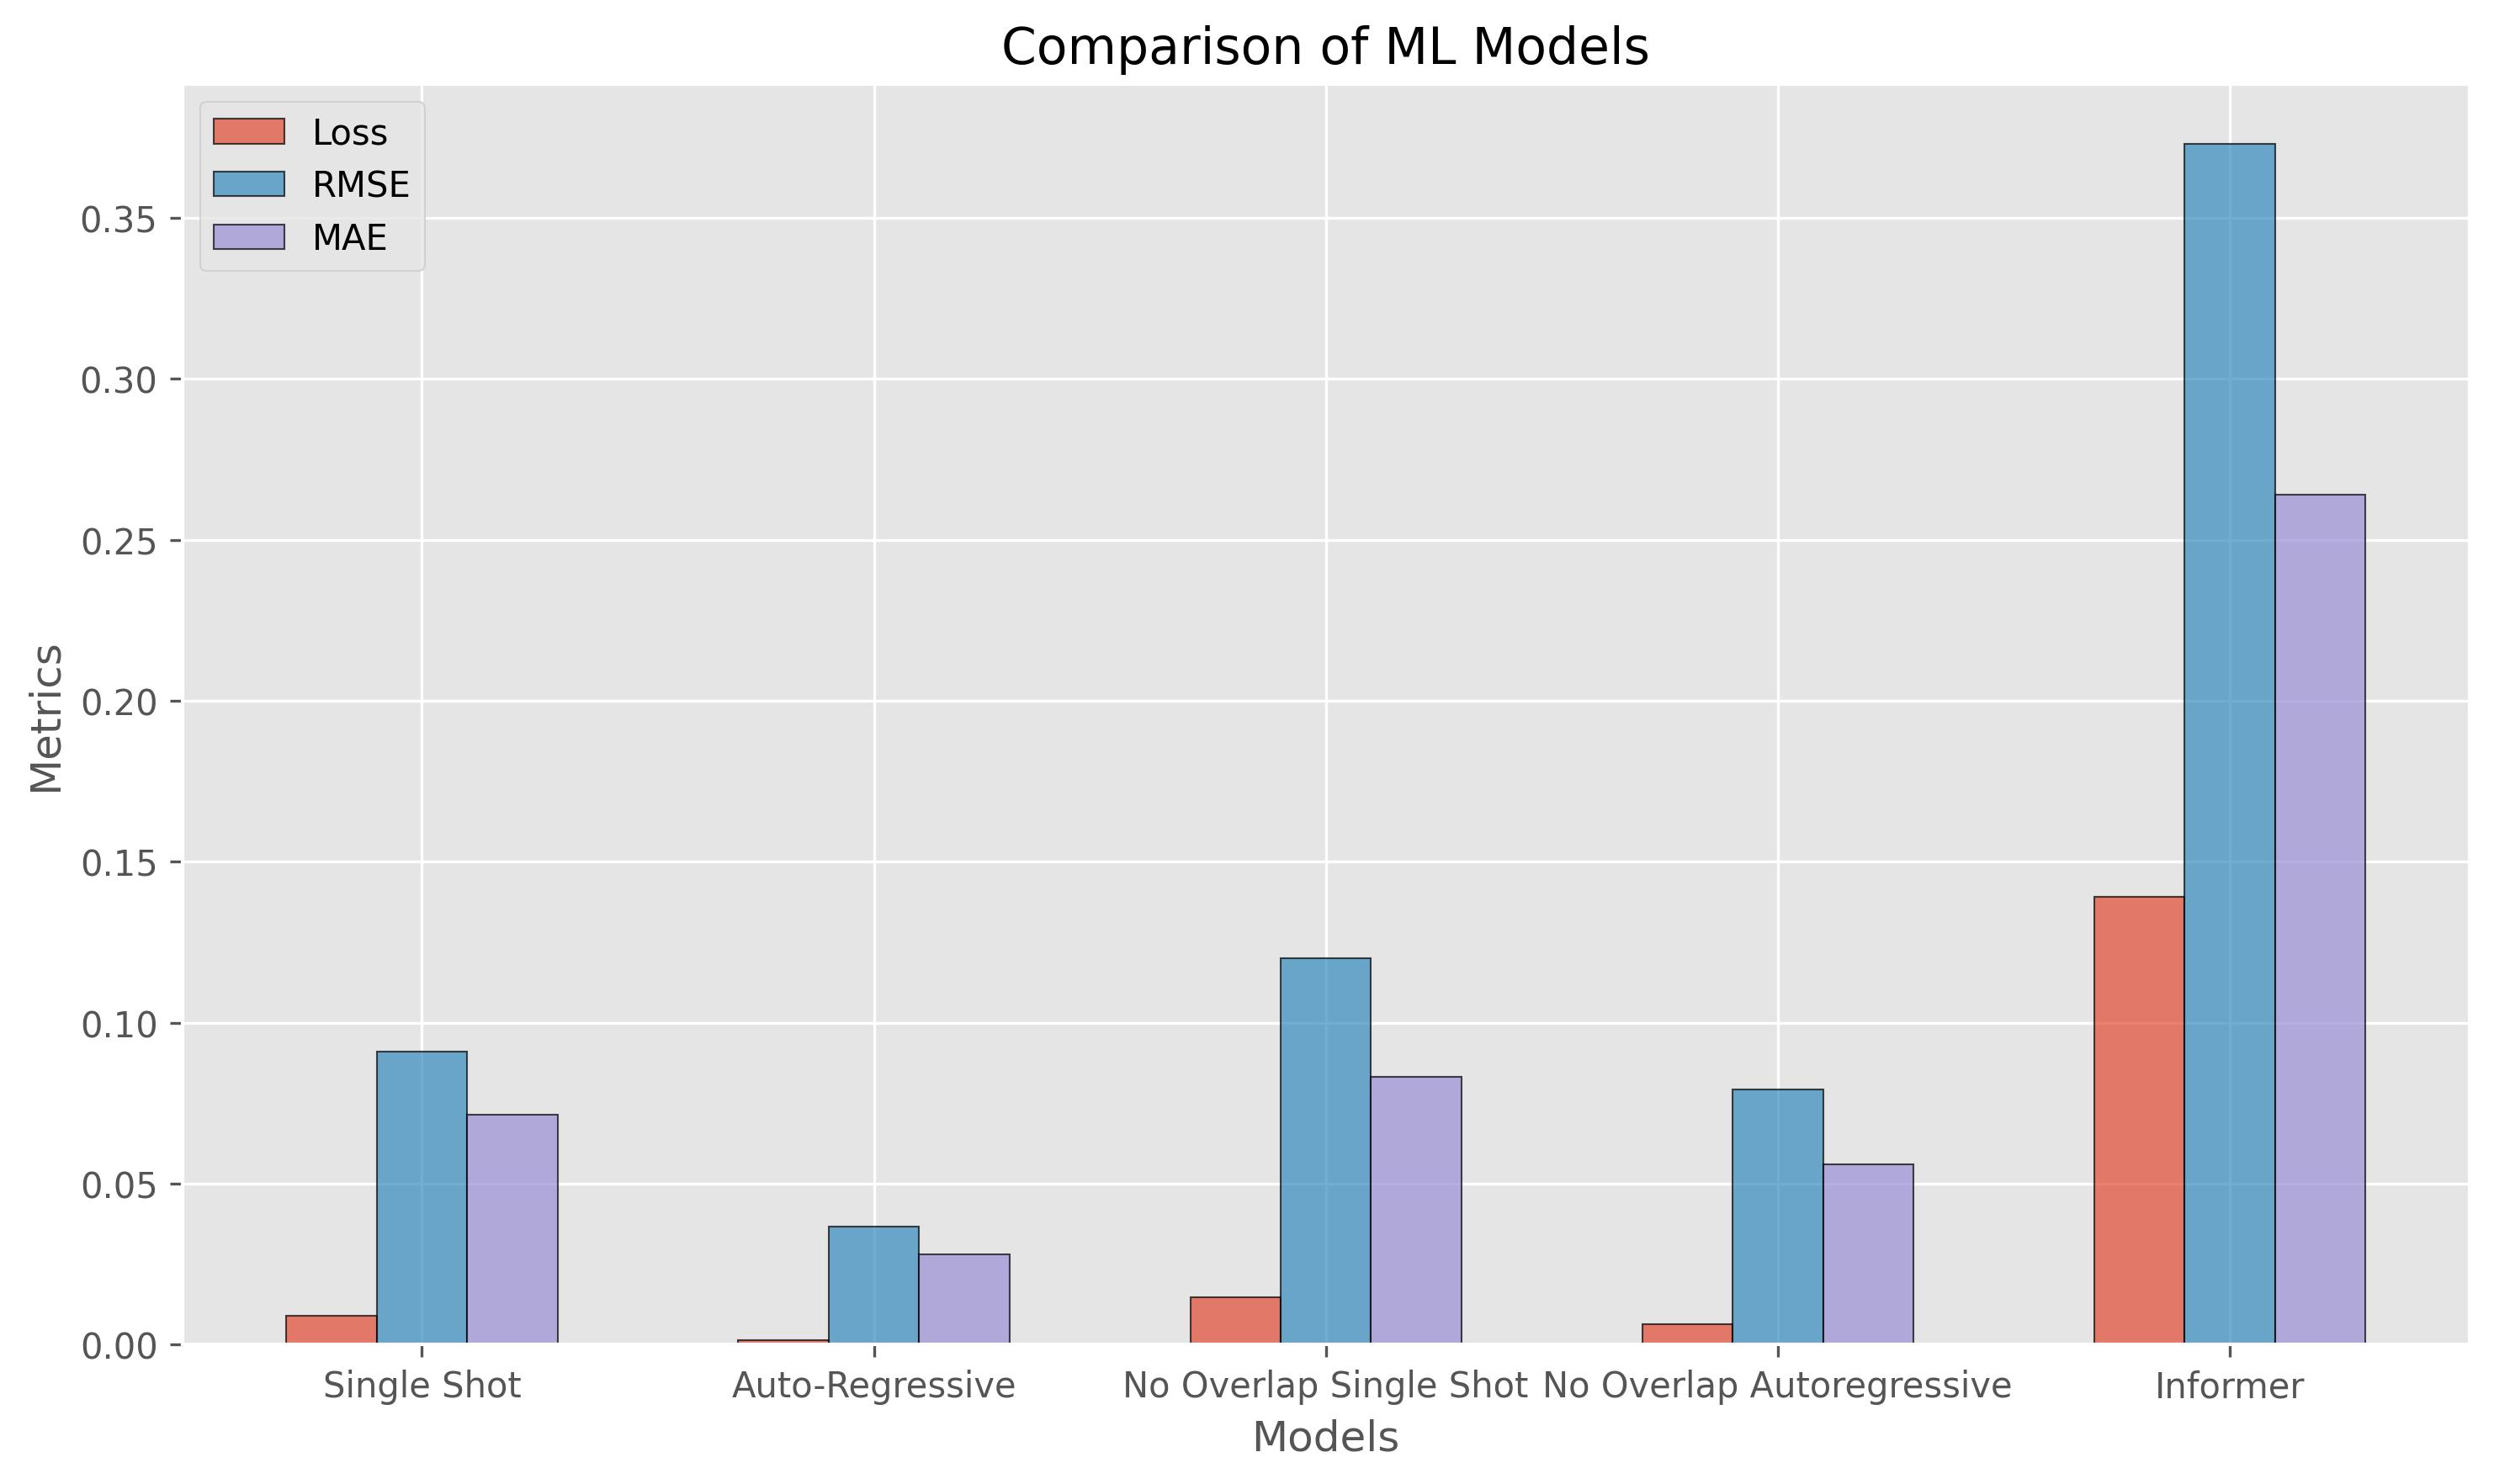 Comparison of ML Models
Loss
RMSE
MAE
Metrics
0.35
0.30
0.25
0.20
0.15
0.10
0.05
0.00
Single Shot
Auto-Regressive
No Overlap Single Shot
No Overlap Autoregressive
Informer
Models